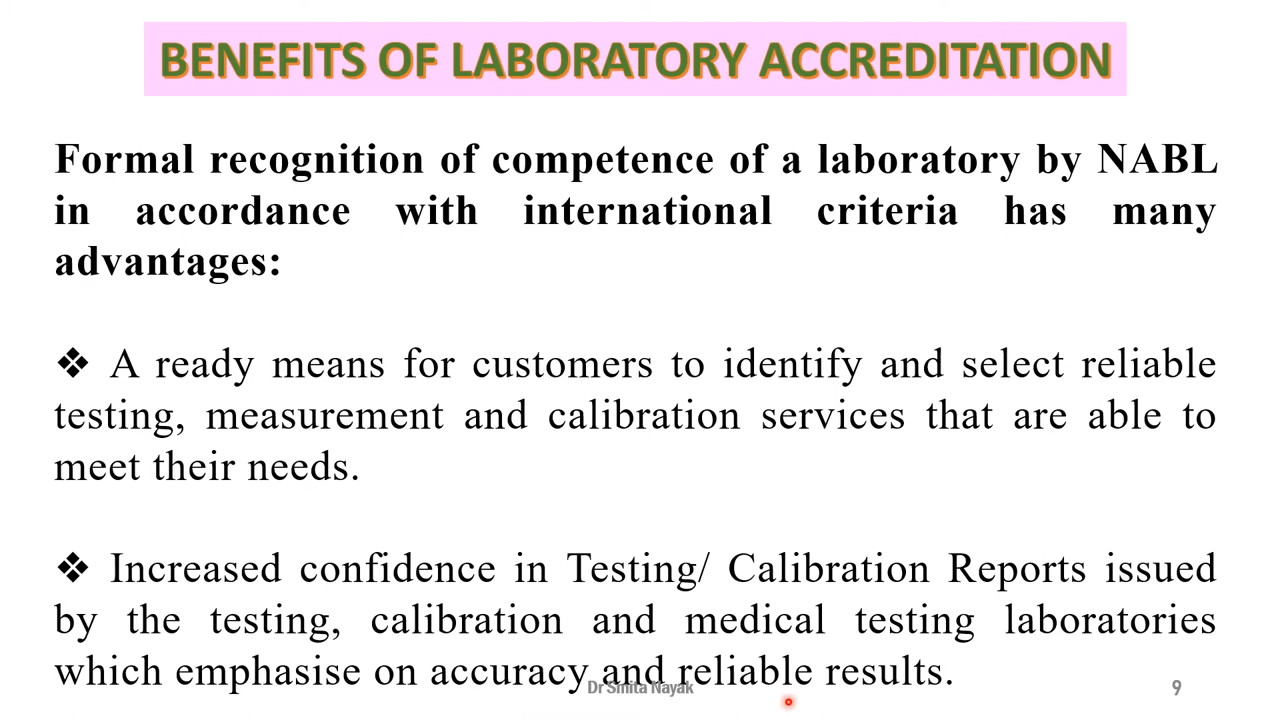 BENEFITS OF LABORATORY ACCREDITATION
Formal recognition of competence of a laboratory by NABL
in accordance with international criteria has many
advantages:
❖ A ready means for customers to identify and select reliable
testing, measurement and calibration services that are able to
meet their needs.
❖ Increased confidence in Testing/ Calibration Reports issued
by the testing, calibration and medical testing laboratories
which emphasise on accuracy and reliable results.
Dr Smita Nayak
9